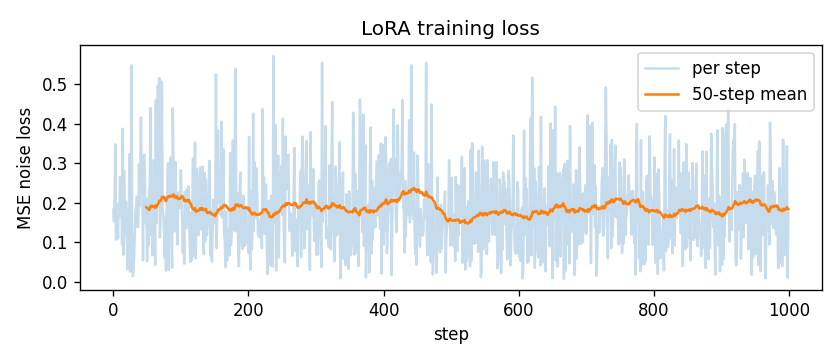 LoRA training loss
MSE noise loss
0.5
0.4
0.3
0.2
0.1
0.0
per step
50-step mean
0 200 400 600 800 1000
step